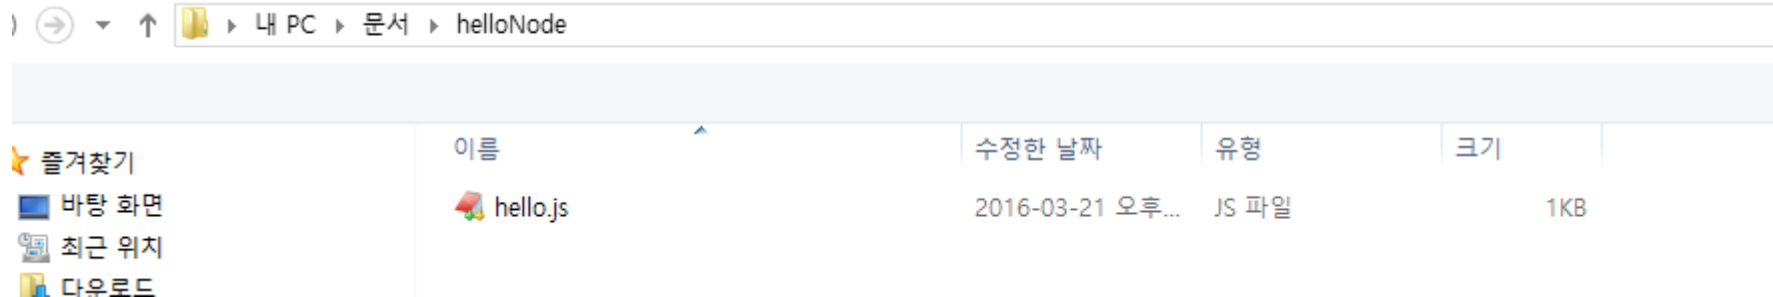 내 PC 문서 helloNode
이름 수정한 날짜 유형 크기
즐겨찾기
바탕 화면
hello.js 2016-03-21 오후... JS 파일 1KB
최근 위치
다운로드